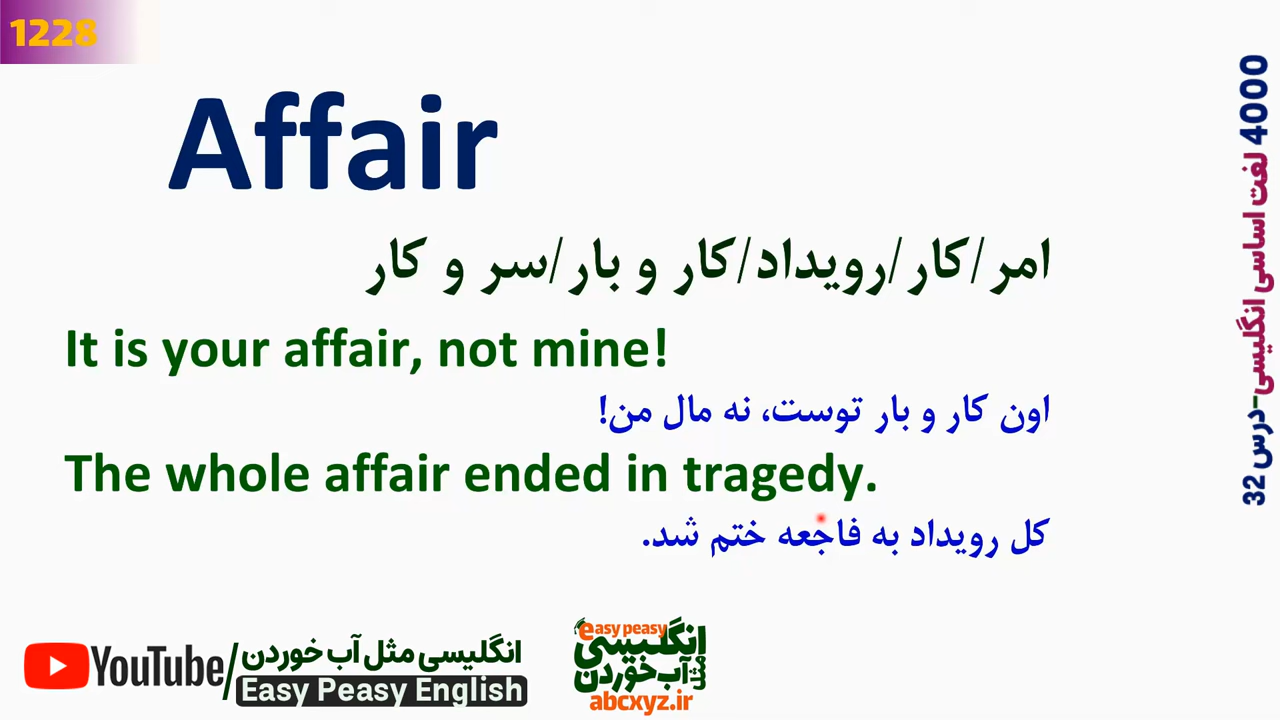 1228
Affair
امر/کار/رویداد/کار و بار/سر و کار
It is your affair, not mine!
اون کار و بار توست، نه مال من!
The whole affair ended in tragedy.
کل رویداد به فاجعه ختم شد.
4000 لغت اساسی انگلیسی-درس 32
YouTube/انگلیسی مثل آب خوردن
Easy Peasy English
easy peasy
انگلیسی
مثل آب خوردن
abcxyz.ir